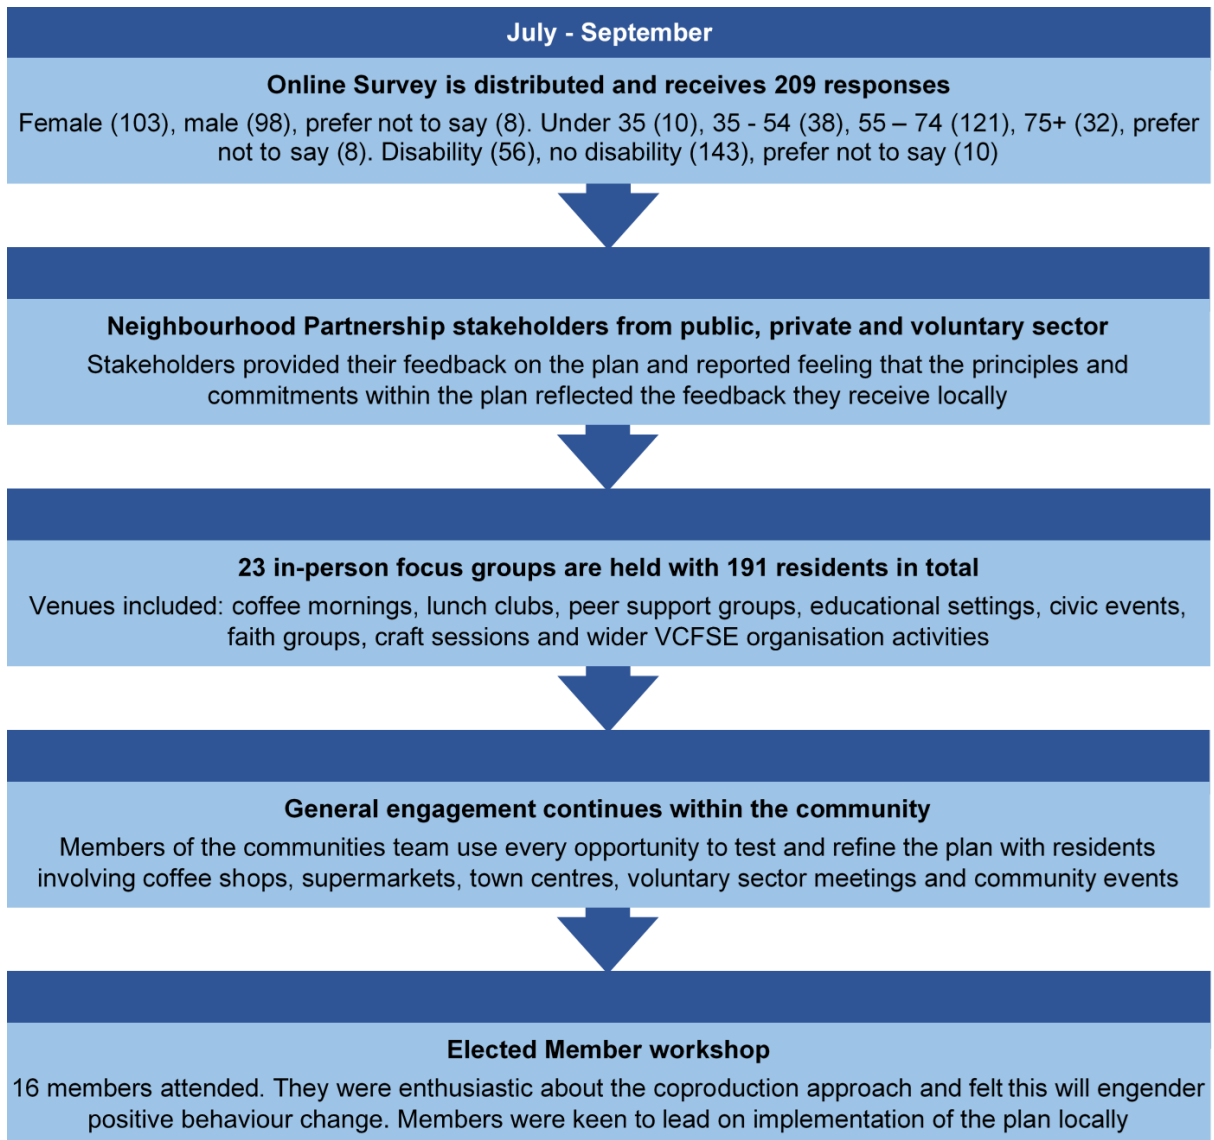 July - September
Online Survey is distributed and receives 209 responses
Female (103), male (98), prefer not to say (8). Under 35 (10), 35 - 54 (38), 55 – 74 (121), 75+ (32), prefer
not to say (8). Disability (56), no disability (143), prefer not to say (10)
Neighbourhood Partnership stakeholders from public, private and voluntary sector
Stakeholders provided their feedback on the plan and reported feeling that the principles and
commitments within the plan reflected the feedback they receive locally
23 in-person focus groups are held with 191 residents in total
Venues included: coffee mornings, lunch clubs, peer support groups, educational settings, civic events,
faith groups, craft sessions and wider VCFSE organisation activities
General engagement continues within the community
Members of the communities team use every opportunity to test and refine the plan with residents
involving coffee shops, supermarkets, town centres, voluntary sector meetings and community events
Elected Member workshop
16 members attended. They were enthusiastic about the coproduction approach and felt this will engender
positive behaviour change. Members were keen to lead on implementation of the plan locally